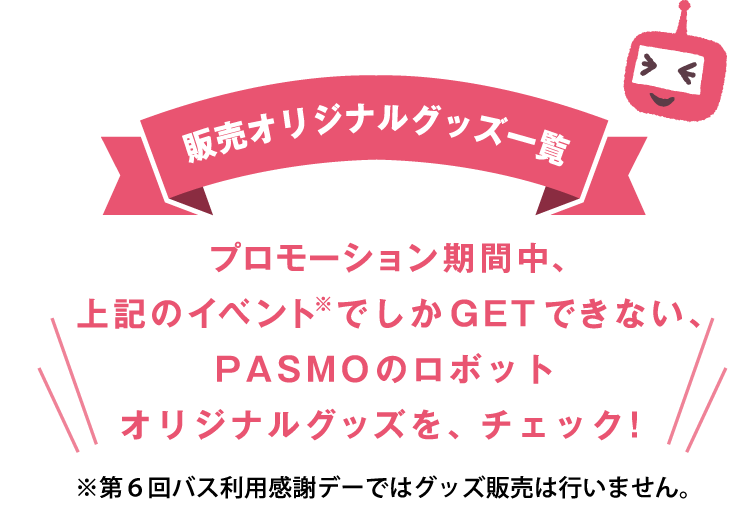 販売オリジナルグッズ一覧
プロモーション期間中、
上記のイベント※でしかGETできない、
PASMOのロボット
オリジナルグッズを、チェック!
※第6回バス利用感謝デーではグッズ販売は行いません。